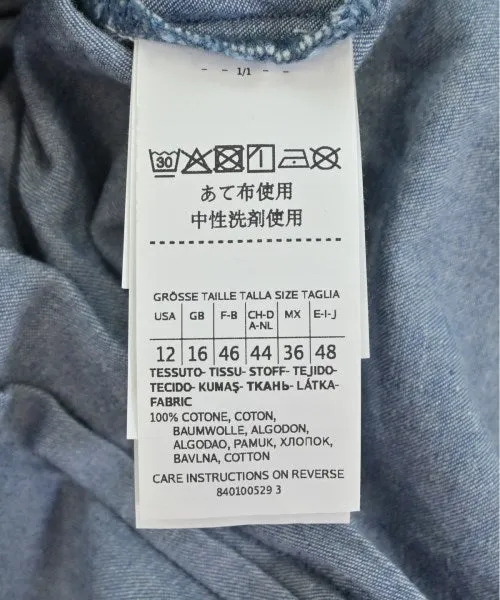 - - 1/1 - -
30
あて布使用
中性洗剤使用
GRÖSSE TAILLE TALLA SIZE TAGLIA
USA GB F-B CH-D A-NL MX E-I-J
12 16 46 44 36 48
TESSUTO- TISSU- STOFF- TEJIDO-
TECIDO- KUMAŞ- ТКАНЬ- LÁTKA-
FABRIC
100% COTONE, COTON,
BAUMWOLLE, ALGODON,
ALGODAO, PAMUK, ХЛОПОК,
BAVLNA, COTTON
CARE INSTRUCTIONS ON REVERSE
840100529 3